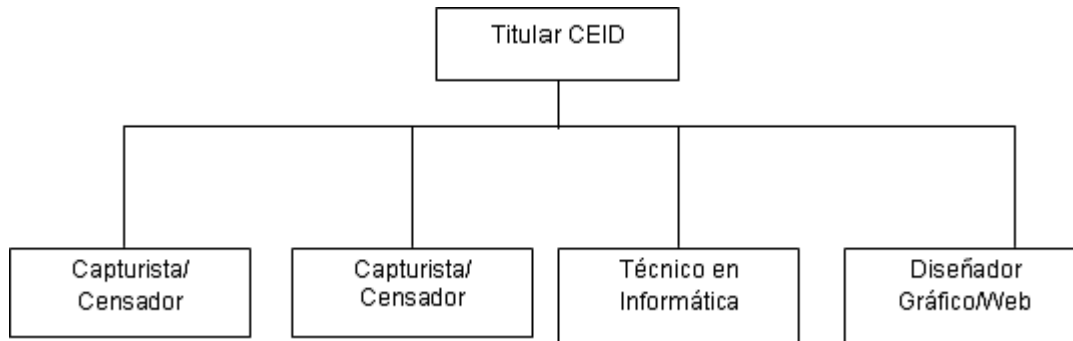 Titular CEID
Capturista/
Censador
Capturista/
Censador
Técnico en
Informática
Diseñador
Gráfico/Web